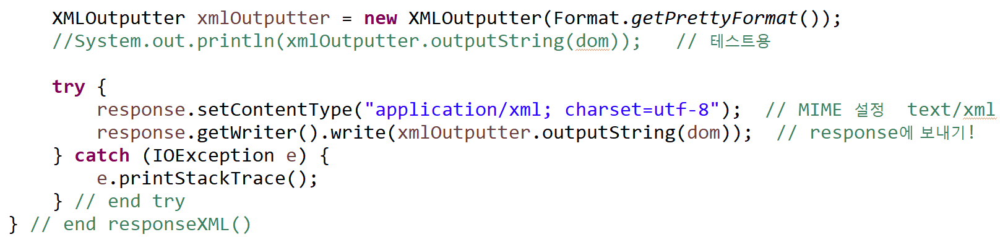 XMLOutputter xmlOutputter = new XMLOutputter(Format.getPrettyFormat());
//System.out.println(xmlOutputter.outputString(dom));   // 테스트용
try {
response.setContentType("application/xml; charset=utf-8");  // MIME 설정  text/xml
response.getWriter().write(xmlOutputter.outputString(dom));  // response에 보내기!
} catch (IOException e) {
e.printStackTrace();
} // end try
} // end responseXML()